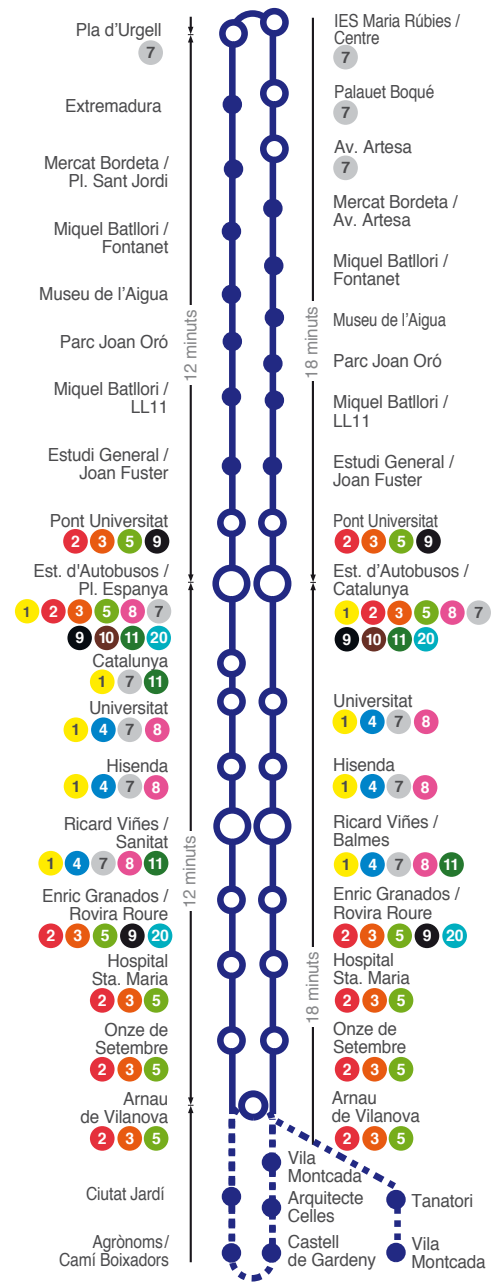 Pla d'Urgell
7
Extremadura
Mercat Bordeta /
Pl. Sant Jordi
Miquel Batllori /
Fontanet
Museu de l'Aigua
Parc Joan Oró
Miquel Batllori /
LL11
Estudi General /
Joan Fuster
Pont Universitat
2 3 5 9
Est. d'Autobusos /
Pl. Espanya
1 2 3 5 8 7
9 10 11 20
Catalunya
1 7 11
Universitat
1 4 7 8
Hisenda
1 4 7 8
Ricard Viñes /
Sanitat
1 4 7 8 11
Enric Granados /
Rovira Roure
2 3 5 9 20
Hospital
Sta. Maria
2 3 5
Onze de
Setembre
2 3 5
Arnau
de Vilanova
2 3 5
Ciutat Jardí
Agrònoms/
Camí Boixadors
12 minuts
12 minuts
IES Maria Rúbies /
Centre
7
Palauet Boqué
7
Av. Artesa
7
Mercat Bordeta /
Av. Artesa
Miquel Batllori /
Fontanet
Museu de l'Aigua
Parc Joan Oró
Miquel Batllori /
LL11
Estudi General /
Joan Fuster
Pont Universitat
2 3 5 9
Est. d'Autobusos /
Catalunya
1 2 3 5 8 7
9 10 11 20
Universitat
1 4 7 8
Hisenda
1 4 7 8
Ricard Viñes /
Balmes
1 4 7 8 11
Enric Granados /
Rovira Roure
2 3 5 9 20
Hospital
Sta. Maria
2 3 5
Onze de
Setembre
2 3 5
Arnau
de Vilanova
2 3 5
18 minuts
18 minuts
Vila
Montcada
Arquitecte
Celles
Castell
de Gardeny
Tanatori
Vila
Montcada